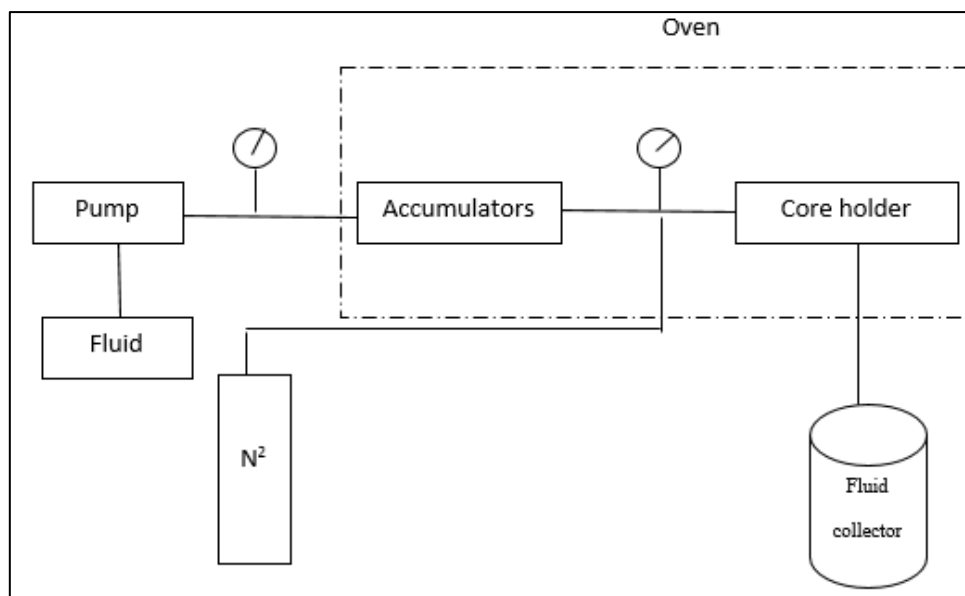 Oven
Pump
Accumulators
Core holder
Fluid
N²
Fluid
collector